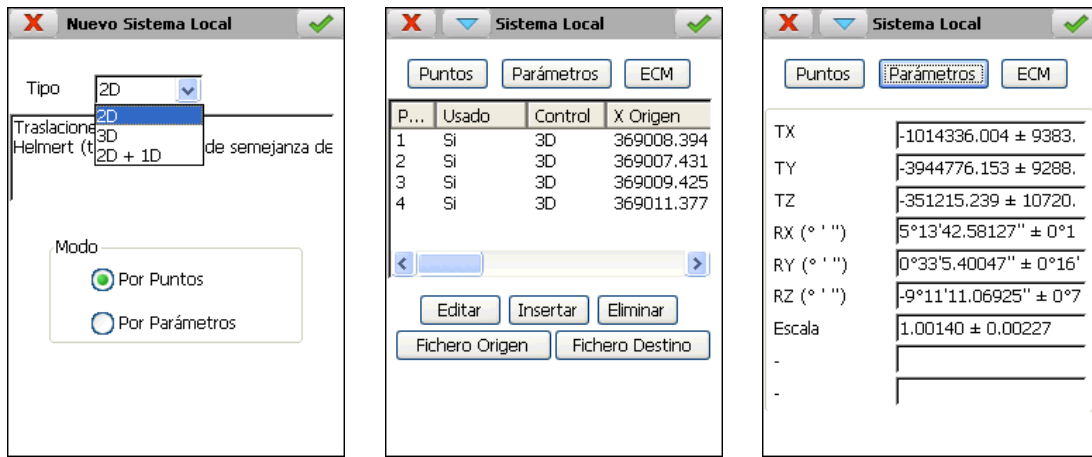 X Nuevo Sistema Local
Tipo 2D
2D
3D
2D + 1D
Traslacione
Helmert (t de semejanza de
Modo
Por Puntos
Por Parámetros
X Sistema Local
Puntos Parámetros ECM
P... Usado Control X Origen
1 Si 3D 369008.394
2 Si 3D 369007.431
3 Si 3D 369009.425
4 Si 3D 369011.377
Editar Insertar Eliminar
Fichero Origen Fichero Destino
X Sistema Local
Puntos Parámetros ECM
TX -1014336.004 ± 9383.
TY -3944776.153 ± 9288.
TZ -351215.239 ± 10720.
RX (° ' ") 5°13'42.58127" ± 0°1
RY (° ' ") 0°33'5.40047" ± 0°16'
RZ (° ' ") -9°11'11.06925" ± 0°7
Escala 1.00140 ± 0.00227
-
-